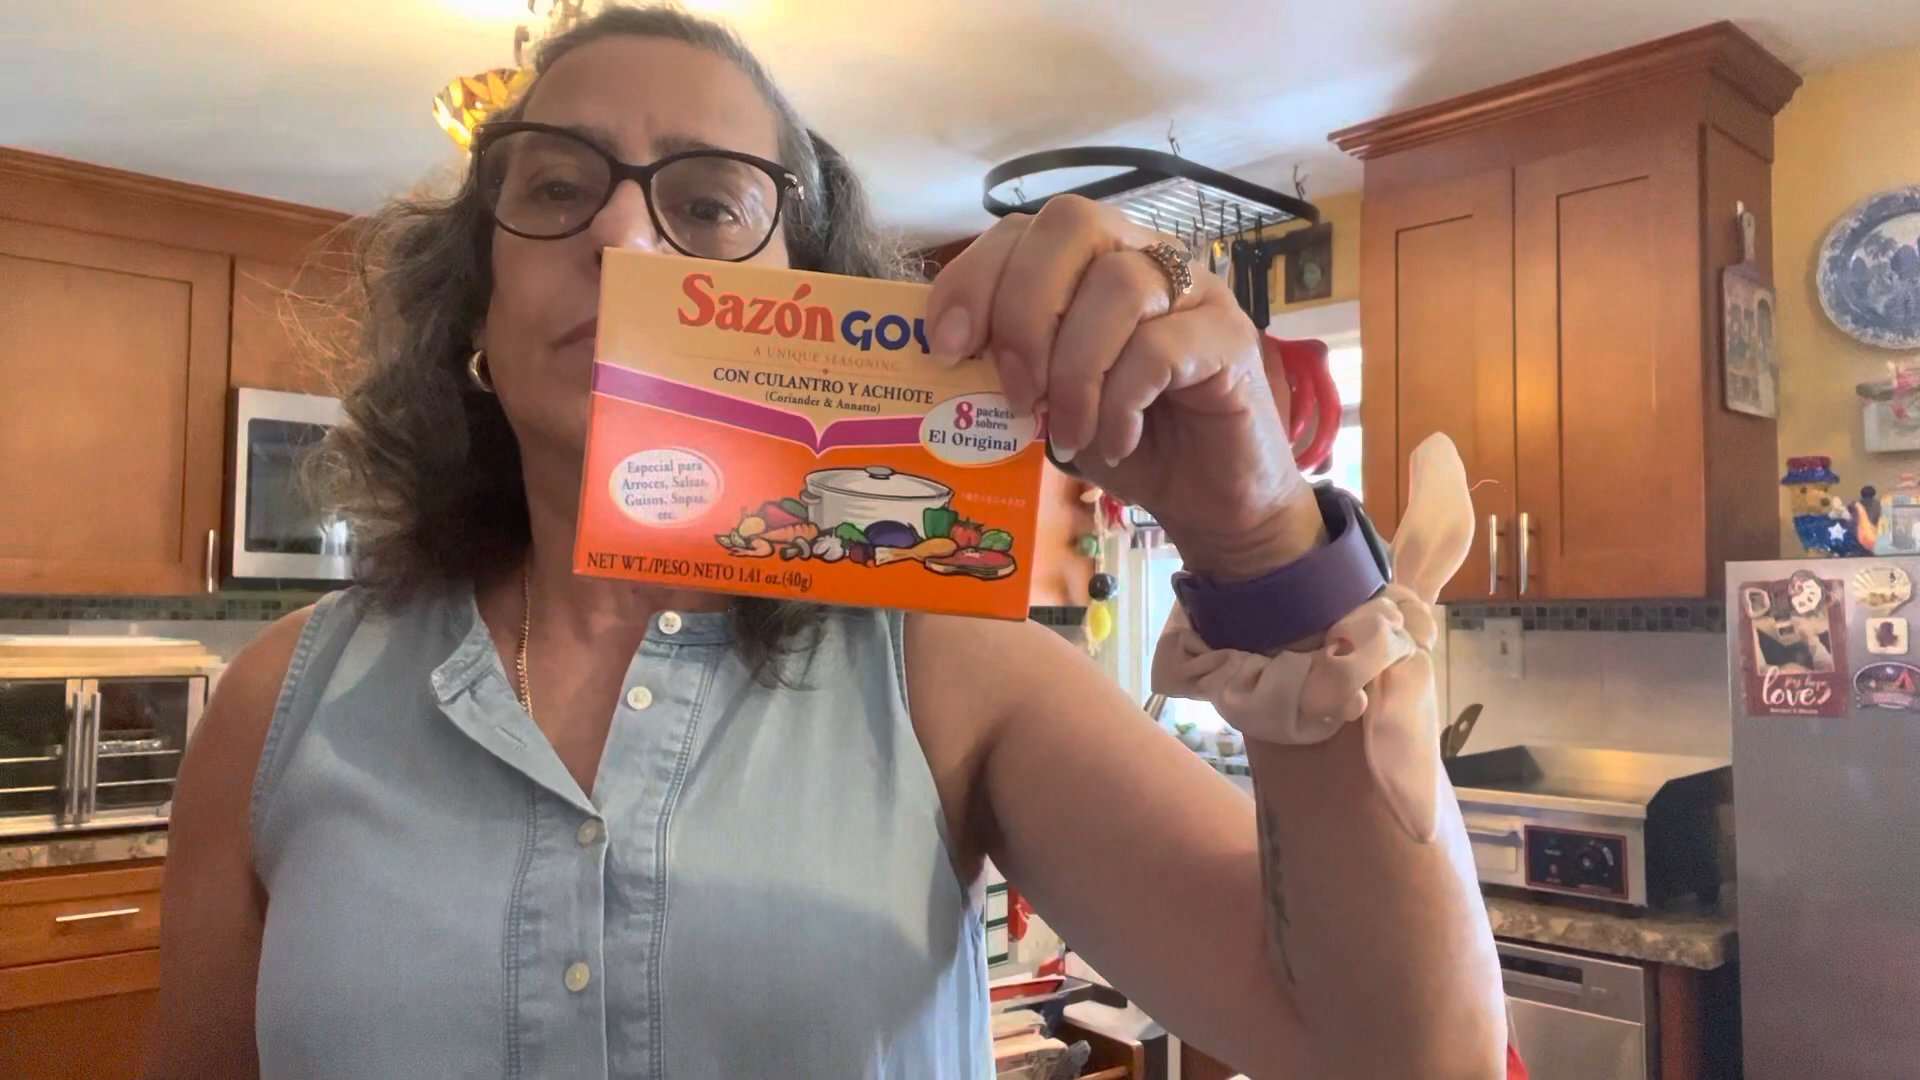 Sazón GOY
A UNIQUE SEASONING
CON CULANTRO Y ACHIOTE
(Coriander & Annatto)
8 packets
sobres
El Original
Especial para
Arroces, Salsas,
Guisos, Sopas,
etc.
NET WT./PESO NETO 1.41 oz.(40g)
love